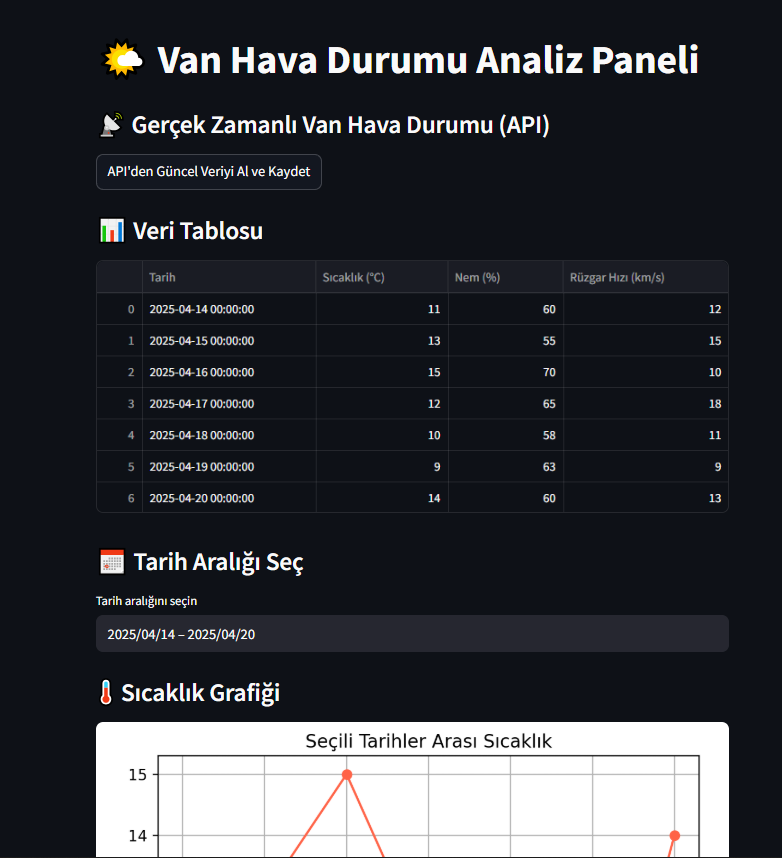 Van Hava Durumu Analiz Paneli
Gerçek Zamanlı Van Hava Durumu (API)
API'den Güncel Veriyi Al ve Kaydet
Veri Tablosu
Tarih Sıcaklık (°C) Nem (%) Rüzgar Hızı (km/s)
0 2025-04-14 00:00:00 11 60 12
1 2025-04-15 00:00:00 13 55 15
2 2025-04-16 00:00:00 15 70 10
3 2025-04-17 00:00:00 12 65 18
4 2025-04-18 00:00:00 10 58 11
5 2025-04-19 00:00:00 9 63 9
6 2025-04-20 00:00:00 14 60 13
Tarih Aralığı Seç
Tarih aralığını seçin
2025/04/14 – 2025/04/20
Sıcaklık Grafiği
Seçili Tarihler Arası Sıcaklık
15
14